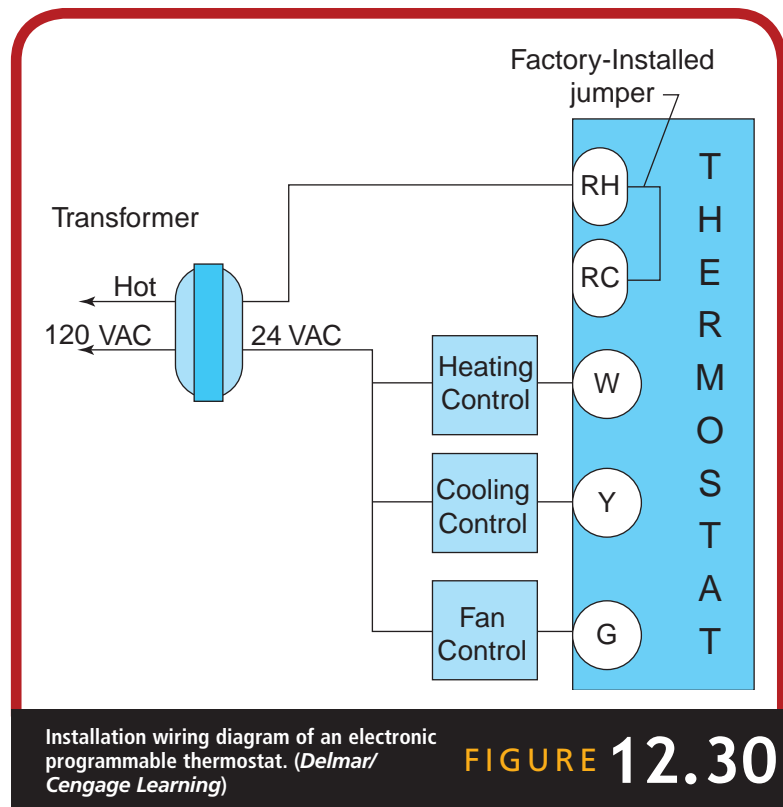 Factory-Installed
jumper
RH
Transformer
RC
Hot
120 VAC
24 VAC
Heating
Control
W
Cooling
Control
Y
Fan
Control
G
T
H
E
R
M
O
S
T
A
T
Installation wiring diagram of an electronic
programmable thermostat. (Delmar/
Cengage Learning)
FIGURE 12.30